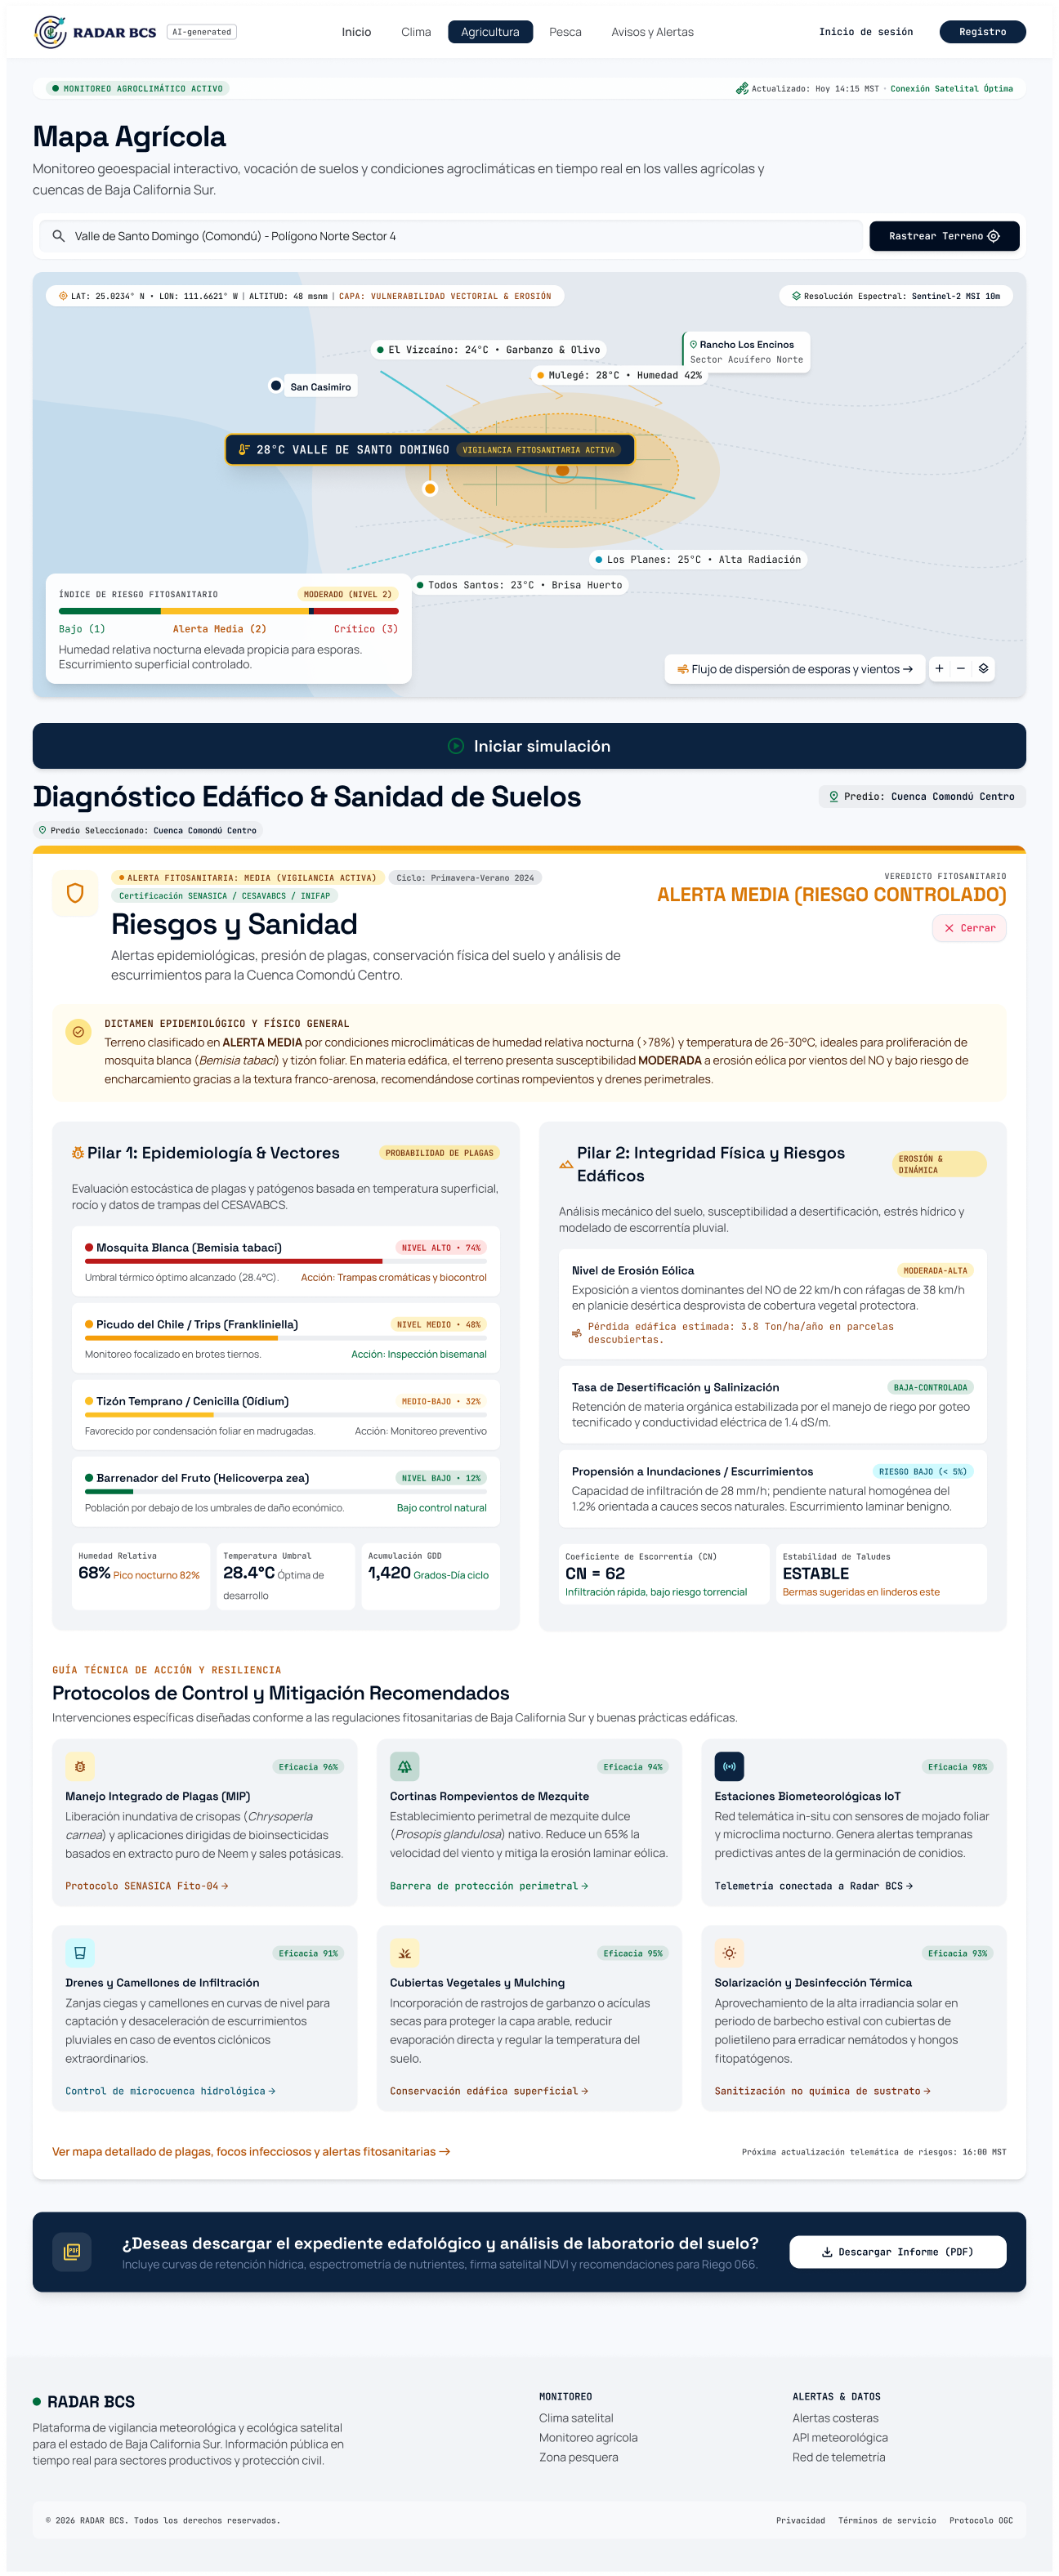 RADAR BCS
AI-generated
Inicio
Clima
Agricultura
Pesca
Avisos y Alertas
Inicio de sesión
Registro
MONITOREO AGROCLIMÁTICO ACTIVO
Actualizado: Hoy 14:15 MST · Conexión Satelital Óptima
Mapa Agrícola
Monitoreo geoespacial interactivo, vocación de suelos y condiciones agroclimáticas en tiempo real en los valles agrícolas y
cuencas de Baja California Sur.
Valle de Santo Domingo (Comondú) - Polígono Norte Sector 4
Rastrear Terreno
LAT: 25.0234° N • LON: 111.6621° W | ALTITUD: 48 msnm | CAPA: VULNERABILIDAD VECTORIAL & EROSIÓN
Resolución Espectral: Sentinel-2 MSI 10m
El Vizcaíno: 24°C • Garbanzo & Olivo
Rancho Los Encinos
Sector Acuífero Norte
Mulegé: 28°C • Humedad 42%
San Casimiro
28°C VALLE DE SANTO DOMINGO
VIGILANCIA FITOSANITARIA ACTIVA
Los Planes: 25°C • Alta Radiación
Todos Santos: 23°C • Brisa Huerto
ÍNDICE DE RIESGO FITOSANITARIO
MODERADO (NIVEL 2)
Bajo (1)
Alerta Media (2)
Crítico (3)
Humedad relativa nocturna elevada propicia para esporas.
Escurrimiento superficial controlado.
Flujo de dispersión de esporas y vientos →
+
−
Iniciar simulación
Diagnóstico Edáfico & Sanidad de Suelos
Predio: Cuenca Comondú Centro
Predio Seleccionado: Cuenca Comondú Centro
ALERTA FITOSANITARIA: MEDIA (VIGILANCIA ACTIVA)
Ciclo: Primavera-Verano 2024
Certificación SENASICA / CESAVABCS / INIFAP
Riesgos y Sanidad
Alertas epidemiológicas, presión de plagas, conservación física del suelo y análisis de
escurrimientos para la Cuenca Comondú Centro.
VEREDICTO FITOSANITARIO
ALERTA MEDIA (RIESGO CONTROLADO)
Cerrar
DICTAMEN EPIDEMIOLÓGICO Y FÍSICO GENERAL
Terreno clasificado en ALERTA MEDIA por condiciones microclimáticas de humedad relativa nocturna (>78%) y temperatura de 26-30°C, ideales para proliferación de
mosquita blanca (Bemisia tabaci) y tizón foliar. En materia edáfica, el terreno presenta susceptibilidad MODERADA a erosión eólica por vientos del NO y bajo riesgo de
encharcamiento gracias a la textura franco-arenosa, recomendándose cortinas rompevientos y drenes perimetrales.
Pilar 1: Epidemiología & Vectores
PROBABILIDAD DE PLAGAS
Evaluación estocástica de plagas y patógenos basada en temperatura superficial,
rocío y datos de trampas del CESAVABCS.
Mosquita Blanca (Bemisia tabaci)
NIVEL ALTO • 74%
Umbral térmico óptimo alcanzado (28.4°C).
Acción: Trampas cromáticas y biocontrol
Picudo del Chile / Trips (Frankliniella)
NIVEL MEDIO • 48%
Monitoreo focalizado en brotes tiernos.
Acción: Inspección bisemanal
Tizón Temprano / Cenicilla (Oídium)
MEDIO-BAJO • 32%
Favorecido por condensación foliar en madrugadas.
Acción: Monitoreo preventivo
Barrenador del Fruto (Helicoverpa zea)
NIVEL BAJO • 12%
Población por debajo de los umbrales de daño económico.
Bajo control natural
Humedad Relativa
68% Pico nocturno 82%
Temperatura Umbral
28.4°C Óptima de
desarrollo
Acumulación GDD
1,420 Grados-Día ciclo
Pilar 2: Integridad Física y Riesgos
Edáficos
EROSIÓN &
DINÁMICA
Análisis mecánico del suelo, susceptibilidad a desertificación, estrés hídrico y
modelado de escorrentía pluvial.
Nivel de Erosión Eólica
MODERADA-ALTA
Exposición a vientos dominantes del NO de 22 km/h con ráfagas de 38 km/h
en planicie desértica desprovista de cobertura vegetal protectora.
Pérdida edáfica estimada: 3.8 Ton/ha/año en parcelas
descubiertas.
Tasa de Desertificación y Salinización
BAJA-CONTROLADA
Retención de materia orgánica estabilizada por el manejo de riego por goteo
tecnificado y conductividad eléctrica de 1.4 dS/m.
Propensión a Inundaciones / Escurrimientos
RIESGO BAJO (< 5%)
Capacidad de infiltración de 28 mm/h; pendiente natural homogénea del
1.2% orientada a cauces secos naturales. Escurrimiento laminar benigno.
Coeficiente de Escorrentía (CN)
CN = 62
Infiltración rápida, bajo riesgo torrencial
Estabilidad de Taludes
ESTABLE
Bermas sugeridas en linderos este
GUÍA TÉCNICA DE ACCIÓN Y RESILIENCIA
Protocolos de Control y Mitigación Recomendados
Intervenciones específicas diseñadas conforme a las regulaciones fitosanitarias de Baja California Sur y buenas prácticas edáficas.
Eficacia 96%
Manejo Integrado de Plagas (MIP)
Liberación inundativa de crisopas (Chrysoperla
carnea) y aplicaciones dirigidas de bioinsecticidas
basados en extracto puro de Neem y sales potásicas.
Protocolo SENASICA Fito-04 →
Eficacia 94%
Cortinas Rompevientos de Mezquite
Establecimiento perimetral de mezquite dulce
(Prosopis glandulosa) nativo. Reduce un 65% la
velocidad del viento y mitiga la erosión laminar eólica.
Barrera de protección perimetral →
Eficacia 98%
Estaciones Biometeorológicas IoT
Red telemática in-situ con sensores de mojado foliar
y microclima nocturno. Genera alertas tempranas
predictivas antes de la germinación de conidios.
Telemetría conectada a Radar BCS →
Eficacia 91%
Drenes y Camellones de Infiltración
Zanjas ciegas y camellones en curvas de nivel para
captación y desaceleración de escurrimientos
pluviales en caso de eventos ciclónicos
extraordinarios.
Control de microcuenca hidrológica →
Eficacia 95%
Cubiertas Vegetales y Mulching
Incorporación de rastrojos de garbanzo o acículas
secas para proteger la capa arable, reducir
evaporación directa y regular la temperatura del
suelo.
Conservación edáfica superficial →
Eficacia 93%
Solarización y Desinfección Térmica
Aprovechamiento de la alta irradiancia solar en
periodo de barbecho estival con cubiertas de
polietileno para erradicar nemátodos y hongos
fitopatógenos.
Sanitización no química de sustrato →
Ver mapa detallado de plagas, focos infecciosos y alertas fitosanitarias →
Próxima actualización telemática de riesgos: 16:00 MST
PDF
¿Deseas descargar el expediente edafológico y análisis de laboratorio del suelo?
Incluye curvas de retención hídrica, espectrometría de nutrientes, firma satelital NDVI y recomendaciones para Riego 066.
Descargar Informe (PDF)
RADAR BCS
Plataforma de vigilancia meteorológica y ecológica satelital
para el estado de Baja California Sur. Información pública en
tiempo real para sectores productivos y protección civil.
MONITOREO
Clima satelital
Monitoreo agrícola
Zona pesquera
ALERTAS & DATOS
Alertas costeras
API meteorológica
Red de telemetría
© 2026 RADAR BCS. Todos los derechos reservados.
Privacidad
Términos de servicio
Protocolo OGC